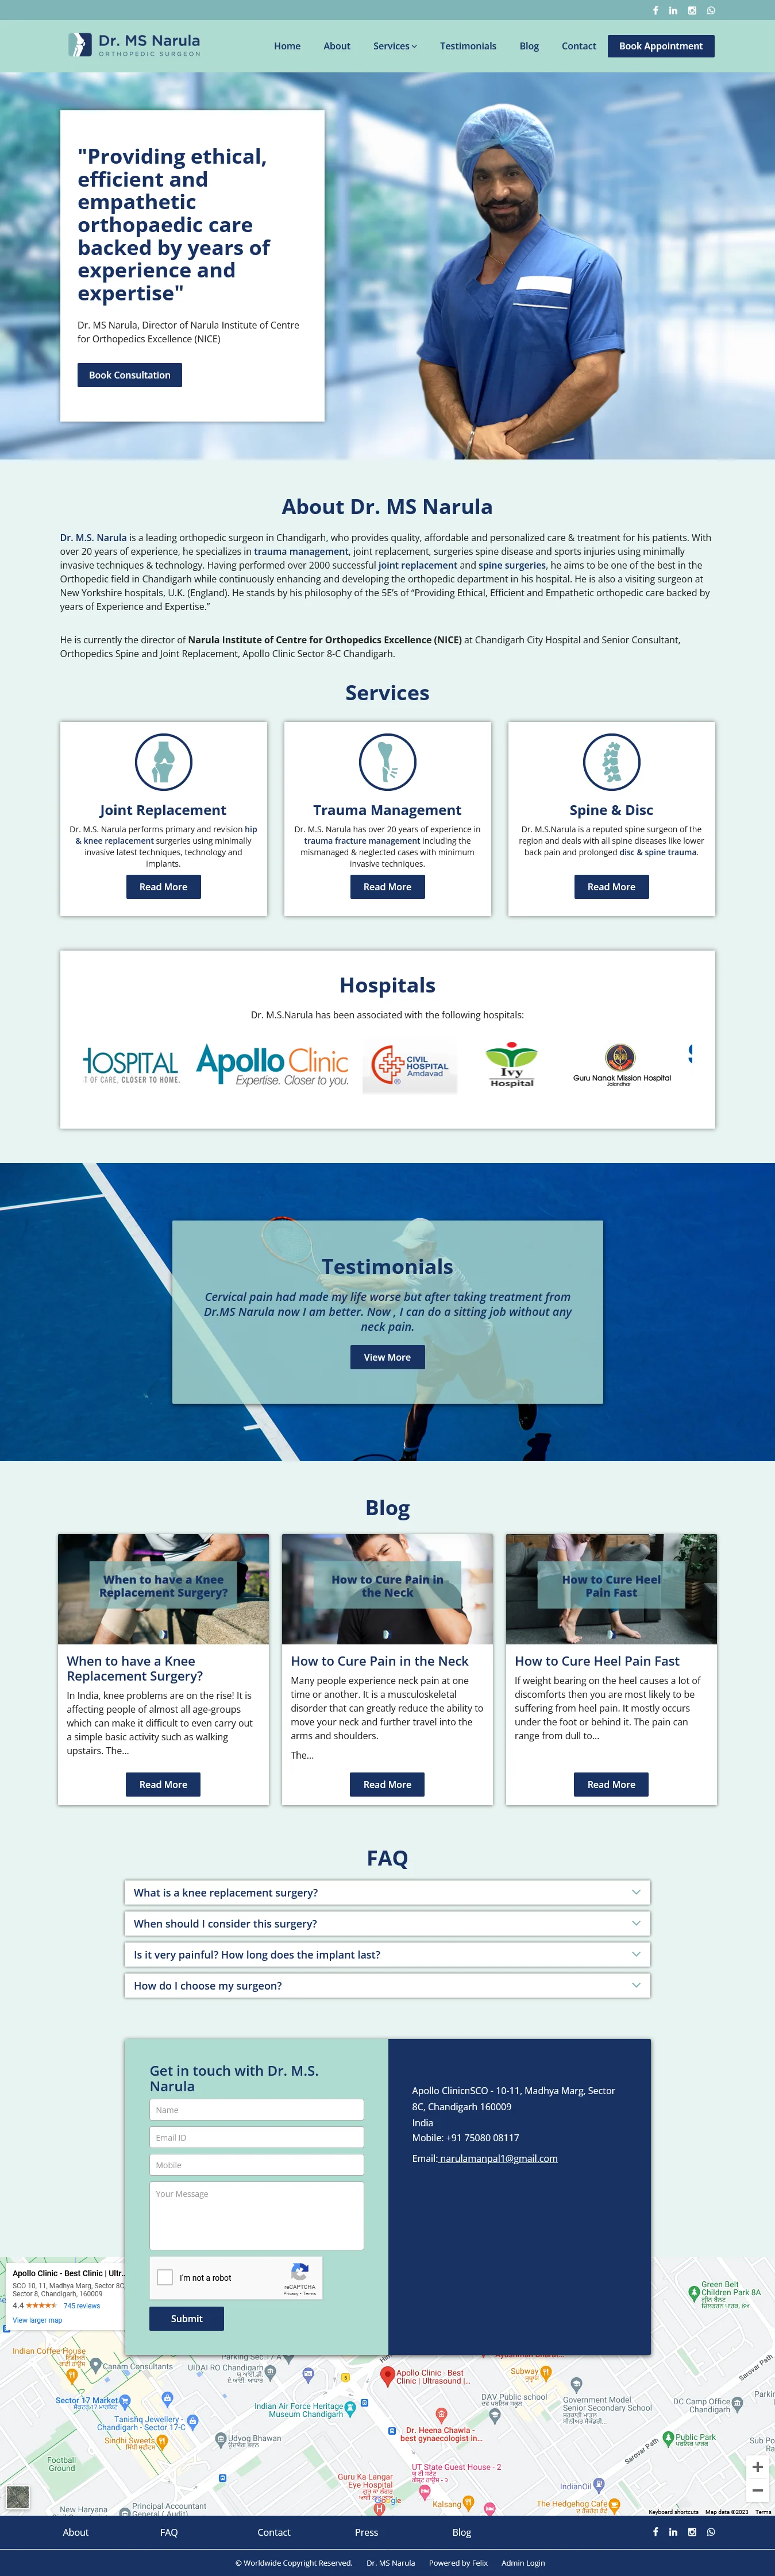 Dr. MS Narula
ORTHOPEDIC SURGEON
Home About Services Testimonials Blog Contact Book Appointment
"Providing ethical,
efficient and
empathetic
orthopaedic care
backed by years of
experience and
expertise"
Dr. MS Narula, Director of Narula Institute of Centre
for Orthopedics Excellence (NICE)
Book Consultation
About Dr. MS Narula
Dr. M.S. Narula is a leading orthopedic surgeon in Chandigarh, who provides quality, affordable and personalized care & treatment for his patients. With
over 20 years of experience, he specializes in trauma management, joint replacement, surgeries spine disease and sports injuries using minimally
invasive techniques & technology. Having performed over 2000 successful joint replacement and spine surgeries, he aims to be one of the best in the
Orthopedic field in Chandigarh while continuously enhancing and developing the orthopedic department in his hospital. He is also a visiting surgeon at
New Yorkshire hospitals, U.K. (England). He stands by his philosophy of the 5E's of “Providing Ethical, Efficient and Empathetic orthopedic care backed by
years of Experience and Expertise.”
He is currently the director of Narula Institute of Centre for Orthopedics Excellence (NICE) at Chandigarh City Hospital and Senior Consultant,
Orthopedics Spine and Joint Replacement, Apollo Clinic Sector 8-C Chandigarh.
Services
Joint Replacement
Dr. M.S. Narula performs primary and revision hip
& knee replacement surgeries using minimally
invasive latest techniques, technology and
implants.
Read More
Trauma Management
Dr. M.S. Narula has over 20 years of experience in
trauma fracture management including the
mismanaged & neglected cases with minimum
invasive techniques.
Read More
Spine & Disc
Dr. M.S.Narula is a reputed spine surgeon of the
region and deals with all spine diseases like lower
back pain and prolonged disc & spine trauma.
Read More
Hospitals
Dr. M.S.Narula has been associated with the following hospitals:
HOSPITAL
T OF CARE, CLOSER TO HOME.
Apollo Clinic
Expertise. Closer to you.
CIVIL
HOSPITAL
Amdavad
Ivy
Hospital
Guru Nanak Mission Hospital
Jalandhar
Testimonials
Cervical pain had made my life worse but after taking treatment from
Dr.MS Narula now I am better. Now , I can do a sitting job without any
neck pain.
View More
Blog
When to have a Knee
Replacement Surgery?
When to have a Knee
Replacement Surgery?
In India, knee problems are on the rise! It is
affecting people of almost all age-groups
which can make it difficult to even carry out
a simple basic activity such as walking
upstairs. The...
Read More
How to Cure Pain in
the Neck
How to Cure Pain in the Neck
Many people experience neck pain at one
time or another. It is a musculoskeletal
disorder that can greatly reduce the ability to
move your neck and further travel into the
arms and shoulders.
The...
Read More
How to Cure Heel
Pain Fast
How to Cure Heel Pain Fast
If weight bearing on the heel causes a lot of
discomforts then you are most likely to be
suffering from heel pain. It mostly occurs
under the foot or behind it. The pain can
range from dull to...
Read More
FAQ
What is a knee replacement surgery?
When should I consider this surgery?
Is it very painful? How long does the implant last?
How do I choose my surgeon?
Get in touch with Dr. M.S.
Narula
Name
Email ID
Mobile
Your Message
I'm not a robot
reCAPTCHA
Privacy - Terms
Submit
Apollo ClinicnSCO - 10-11, Madhya Marg, Sector
8C, Chandigarh 160009
India
Mobile: +91 75080 08117
Email: narulamanpal1@gmail.com
Apollo Clinic - Best Clinic | Ultr...
SCO 10, 11, Madhya Marg, Sector 8C,
Sector 8, Chandigarh, 160009
4.4 745 reviews
View larger map
Green Belt
Children Park 8A
Indian Coffee House
Canam Consultants
Parking Sec 17 A
UIDAI RO Chandigarh
Apollo Clinic - Best
Clinic | Ultrasound |...
Subway
Sarovar Path
Sector 17 Market
Tanishq Jewellery -
Chandigarh - Sector 17-C
Indian Air Force Heritage
Museum Chandigarh
DAV Public school
Government Model
Senior Secondary School
DC Camp Office
Chandigarh
Sindhi Sweets
Udyog Bhawan
Dr. Heena Chawla -
best gynaecologist in...
Public Park
Sarovar Path
Football
Ground
UT State Guest House - 2
Guru Ka Langar
Eye Hospital
IndianOil
Google
Kalsang
The Hedgehog Cafe
New Haryana
Principal Accountant
General ( Audit)
Keyboard shortcuts Map data ©2023 Terms
About FAQ Contact Press Blog
© Worldwide Copyright Reserved. Dr. MS Narula Powered by Felix Admin Login